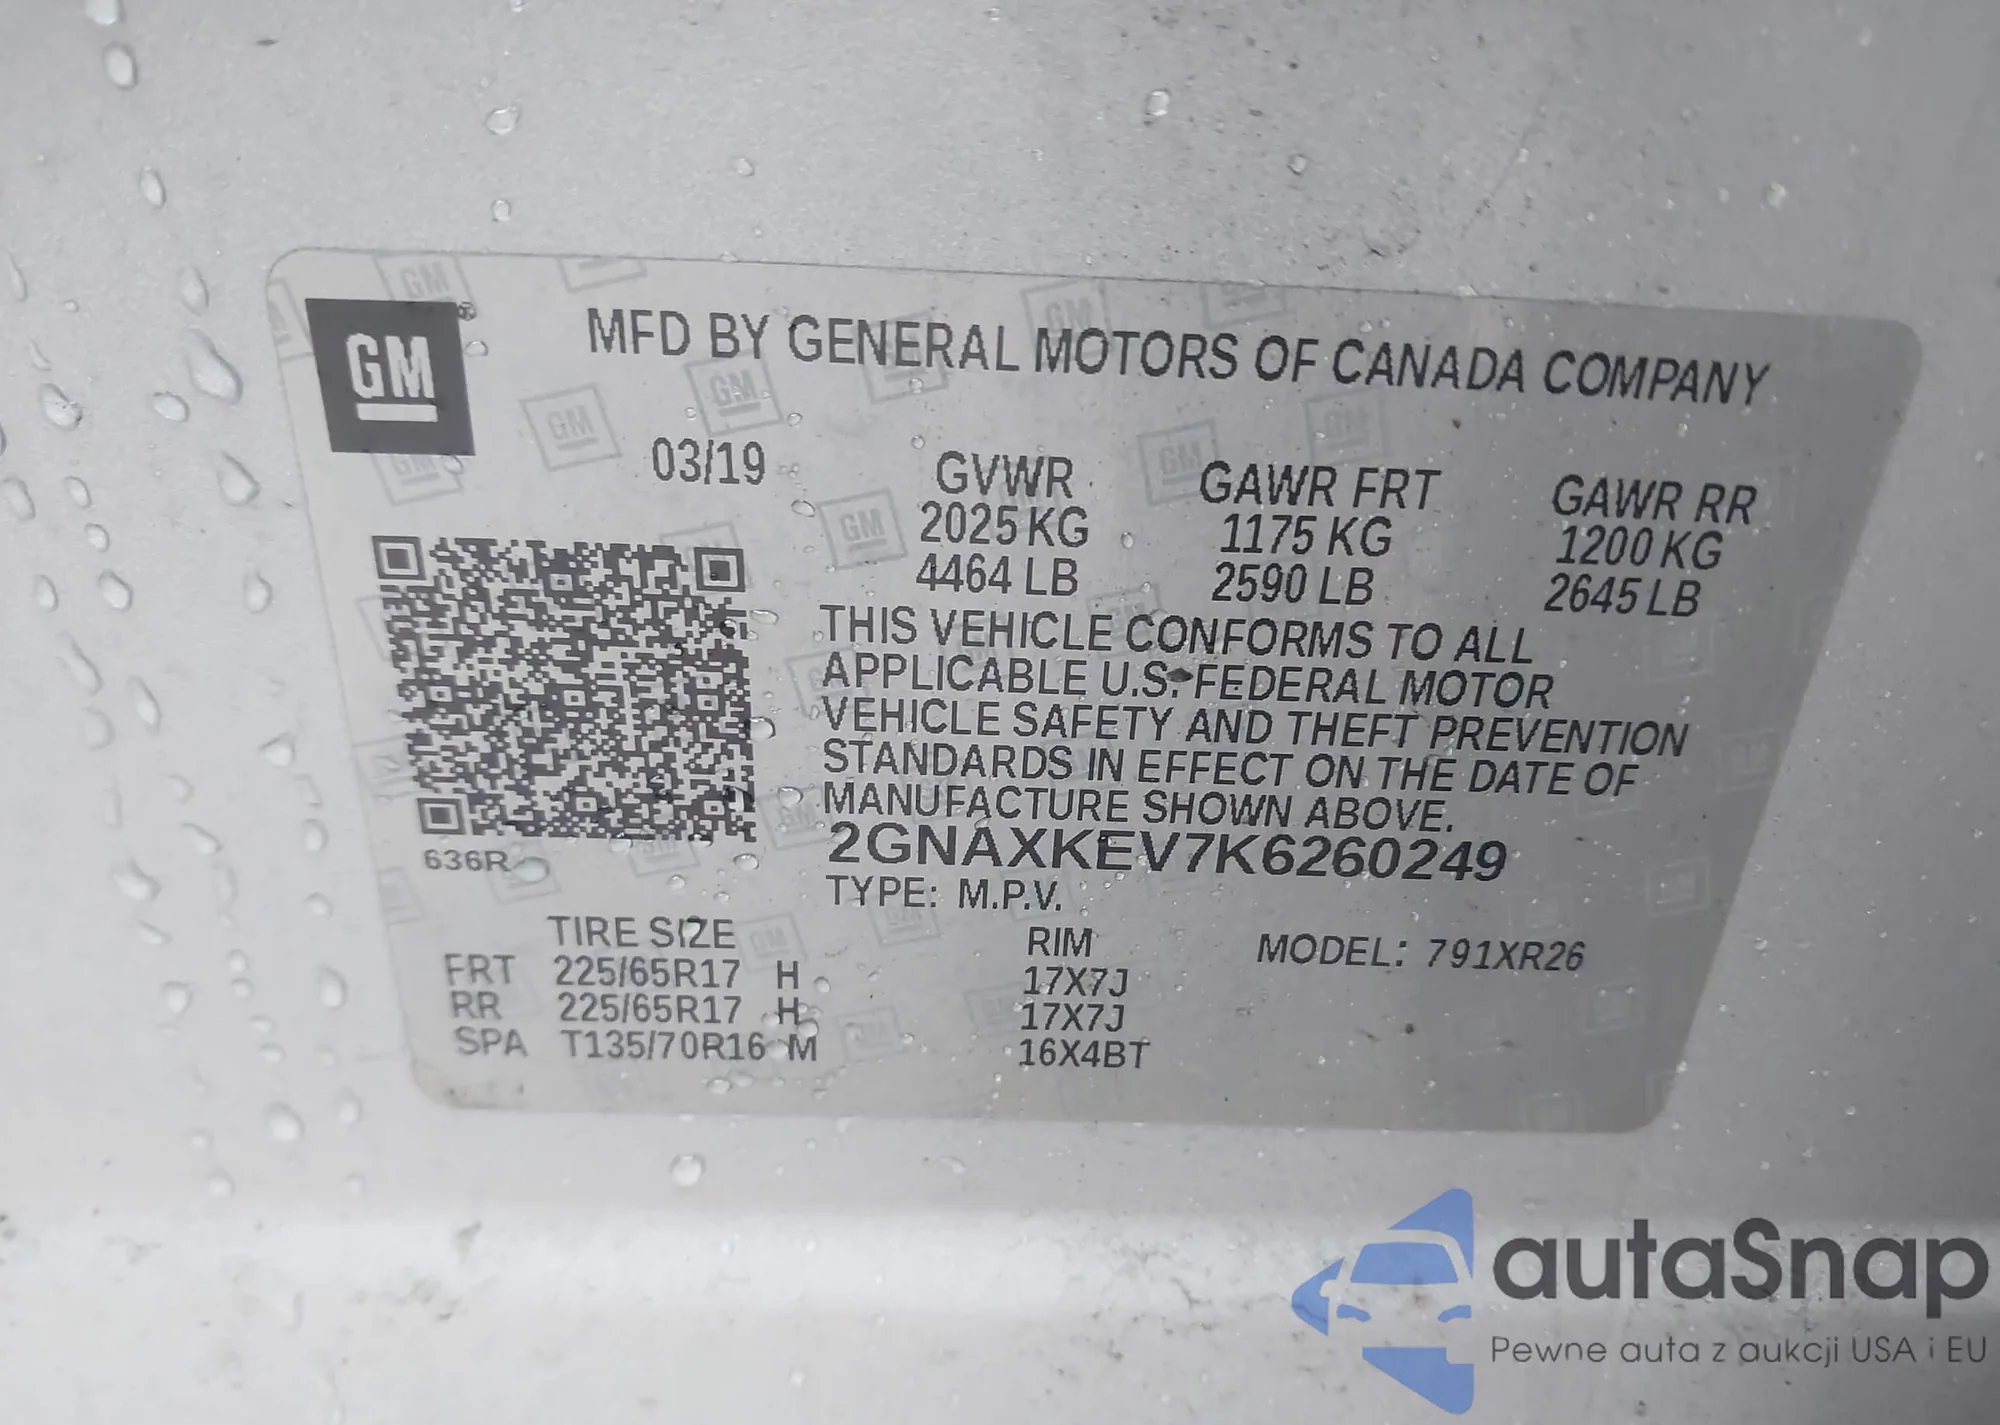 GM
MFD BY GENERAL MOTORS OF CANADA COMPANY
03/19
GVWR GAWR FRT GAWR RR
2025 KG 1175 KG 1200 KG
4464 LB 2590 LB 2645 LB
THIS VEHICLE CONFORMS TO ALL
APPLICABLE U.S. FEDERAL MOTOR
VEHICLE SAFETY AND THEFT PREVENTION
STANDARDS IN EFFECT ON THE DATE OF
MANUFACTURE SHOWN ABOVE.
2GNAXKEV7K6260249
636R
TYPE: M.P.V.
TIRE SIZE RIM MODEL: 791XR26
FRT 225/65R17 H 17X7J
RR 225/65R17 H 17X7J
SPA T135/70R16 M 16X4BT
autaSnap
Pewne auta z aukcji USA i EU